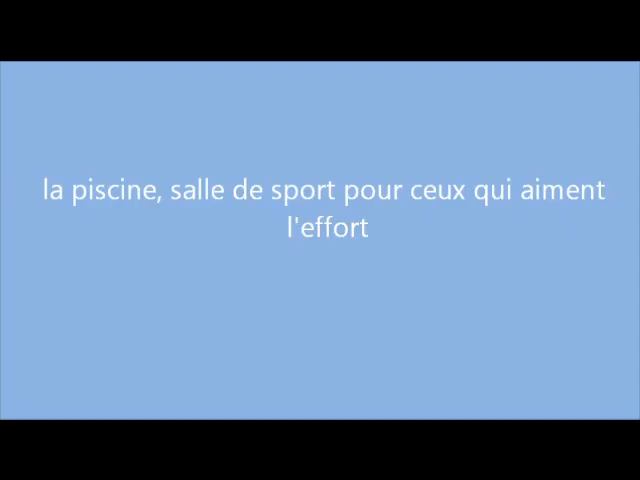 la piscine, salle de sport pour ceux qui aiment
l'effort